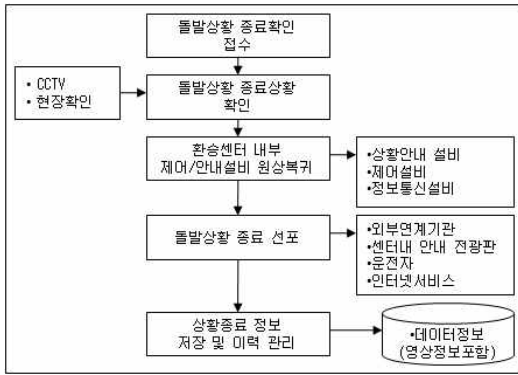 돌발상황 종료확인
접수
• CCTV
• 현장확인
돌발상황 종료상황
확인
환승센터 내부
제어/안내설비 원상복귀
•상황안내 설비
•제어설비
•정보통신설비
돌발상황 종료 선포
•외부연계기관
•센터내 안내 전광판
•운전자
•인터넷서비스
상황종료 정보
저장 및 이력 관리
•데이터정보
(영상정보포함)